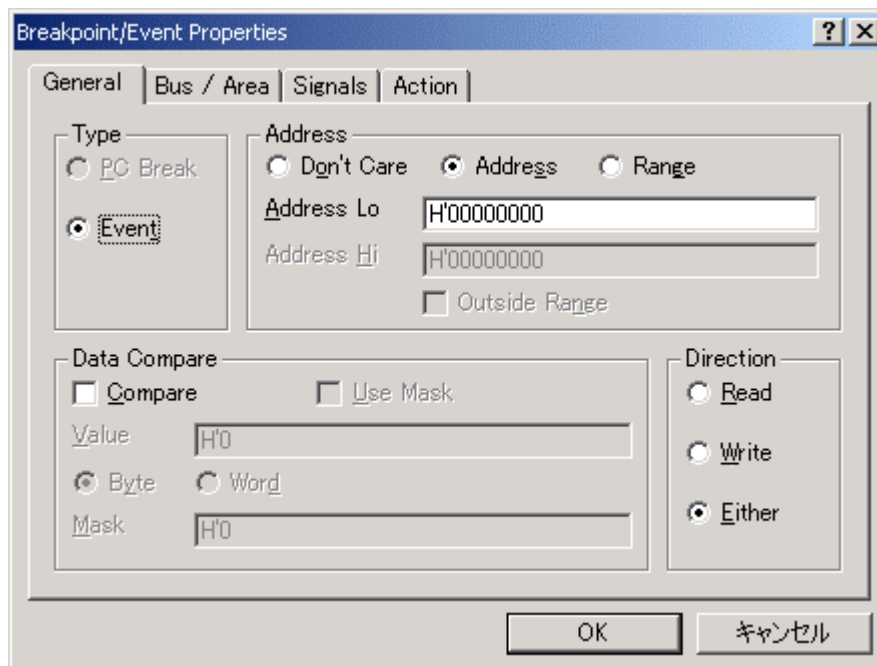 Breakpoint/Event Properties
General Bus / Area Signals Action
Type
PC Break
Event
Address
Don't Care Address Range
Address Lo H'00000000
Address Hi H'00000000
Outside Range
Data Compare
Compare Use Mask
Value H'0
Byte Word
Mask H'0
Direction
Read
Write
Either
OK キャンセル